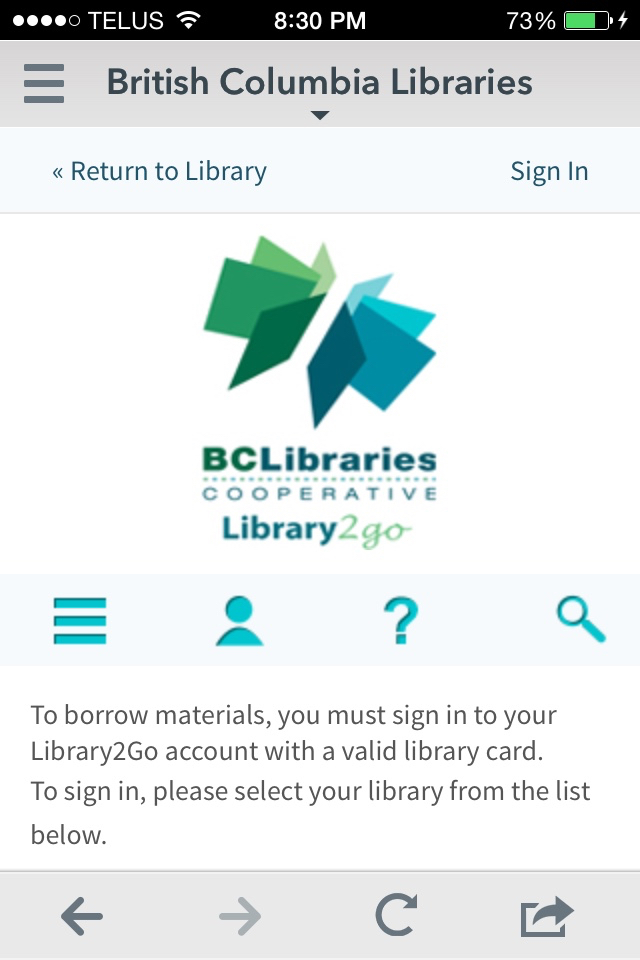 TELUS 8:30 PM 73%
British Columbia Libraries
« Return to Library Sign In
BCLibraries
COOPERATIVE
Library2go
?
To borrow materials, you must sign in to your
Library2Go account with a valid library card.
To sign in, please select your library from the list
below.